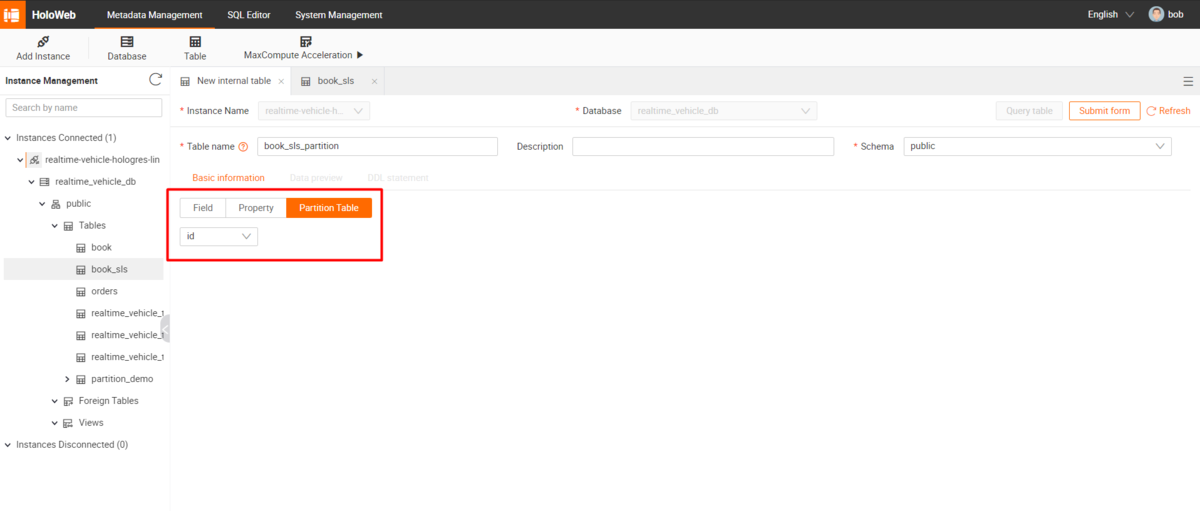 HoloWeb Metadata Management SQL Editor System Management English bob
Add Instance Database Table MaxCompute Acceleration
Instance Management
Search by name
Instances Connected (1)
realtime-vehicle-hologres-lin
realtime_vehicle_db
public
Tables
book
book_sls
orders
realtime_vehicle_t
realtime_vehicle_t
realtime_vehicle_t
partition_demo
Foreign Tables
Views
Instances Disconnected (0)
New internal table × book_sls ×
* Instance Name realtime-vehicle-h... * Database realtime_vehicle_db Query table Submit form Refresh
* Table name ? book_sls_partition Description * Schema public
Basic information Data preview DDL statement
Field Property Partition Table
id